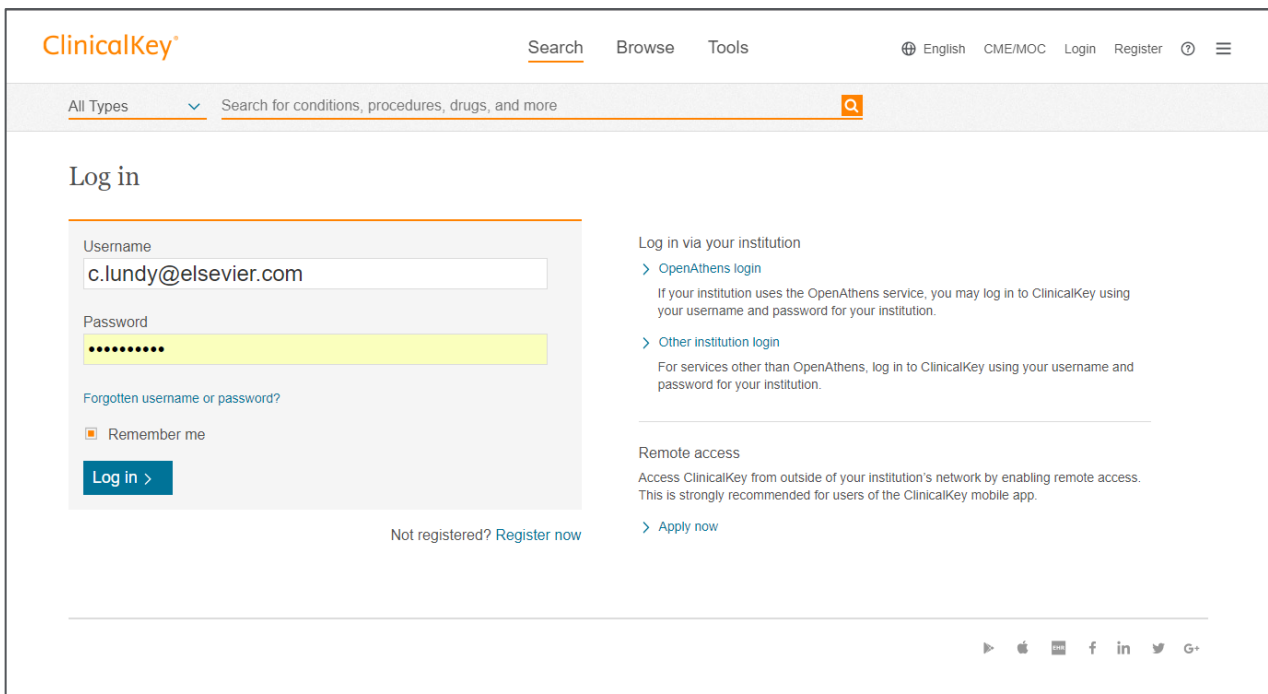 ClinicalKey®
Search Browse Tools
English CME/MOC Login Register ?
All Types Search for conditions, procedures, drugs, and more
Log in
Username
c.lundy@elsevier.com
Password
••••••••••
Forgotten username or password?
Remember me
Log in >
Not registered? Register now
Log in via your institution
> OpenAthens login
If your institution uses the OpenAthens service, you may log in to ClinicalKey using
your username and password for your institution.
> Other institution login
For services other than OpenAthens, log in to ClinicalKey using your username and
password for your institution.
Remote access
Access ClinicalKey from outside of your institution's network by enabling remote access.
This is strongly recommended for users of the ClinicalKey mobile app.
> Apply now
EHR f in G+